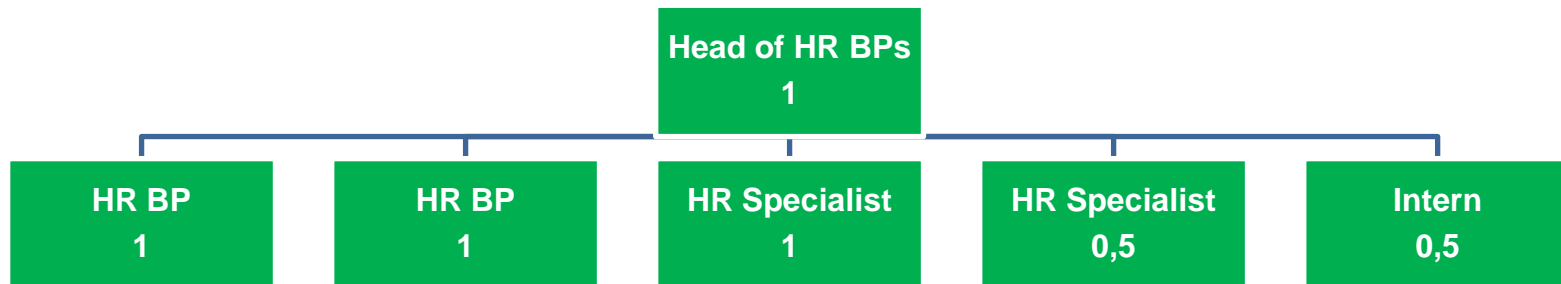 Head of HR BPs
1
HR BP
1
HR BP
1
HR Specialist
1
HR Specialist
0,5
Intern
0,5